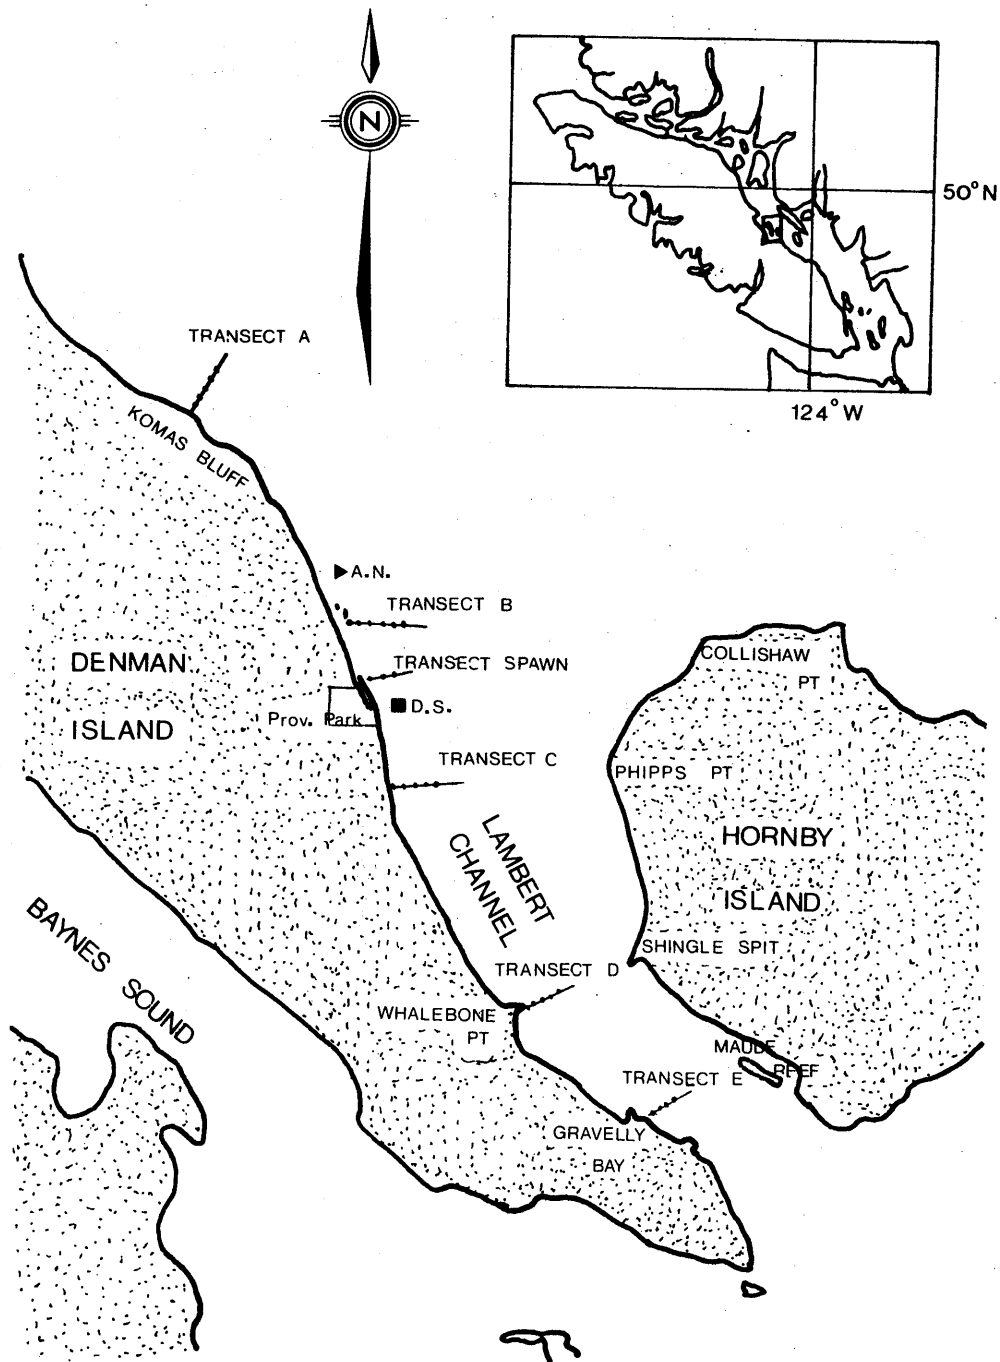 N
50°N
124°W
TRANSECT A
KOMAS BLUFF
A.N.
TRANSECT B
DENMAN
ISLAND
TRANSECT SPAWN
Prov. Park
D.S.
TRANSECT C
COLLISHAW
PT
PHIPPS PT
HORNBY
ISLAND
LAMBERT
CHANNEL
SHINGLE SPIT
BAYNES SOUND
TRANSECT D
WHALEBONE
PT
MAUDE
REEF
TRANSECT E
GRAVELLY
BAY